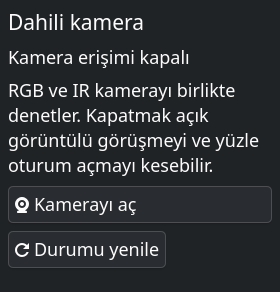 Dahili kamera
Kamera erişimi kapalı
RGB ve IR kamerayı birlikte
denetler. Kapatmak açık
görüntülü görüşmeyi ve yüzle
oturum açmayı kesebilir.
Kamerayı aç
Durumu yenile